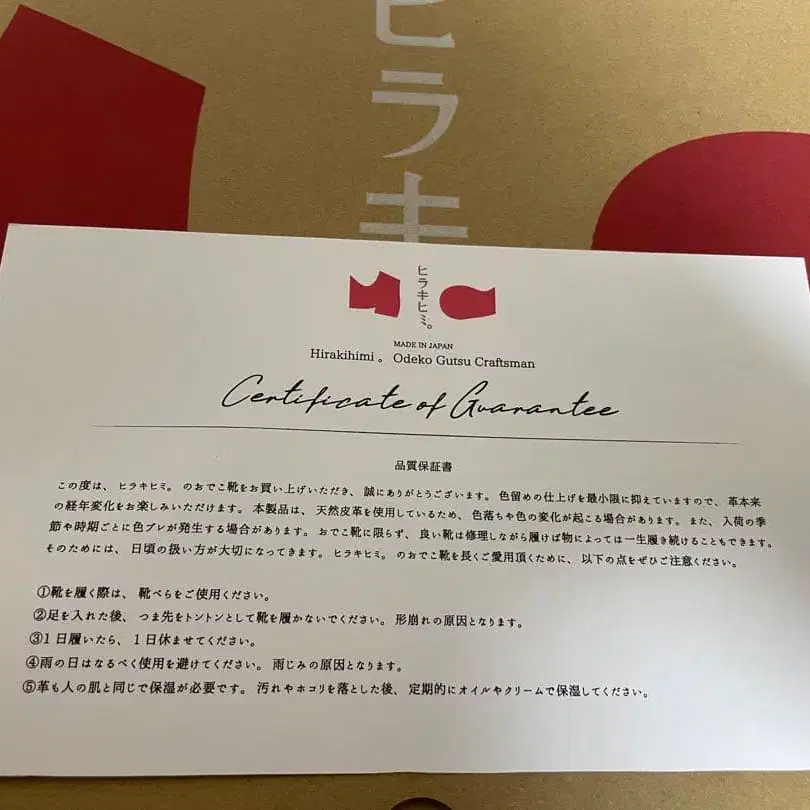 ヒラキ
ヒラキヒミ。
MADE IN JAPAN
Hirakihimi 。 Odeko Gutsu Craftsman
Certificate of Guarantee
品質保証書
この度は、ヒラキヒミ。のおでこ靴をお買い上げいただき、誠にありがとうございます。色留めの仕上げを最小限に抑えていますので、革本来
の経年変化をお楽しみいただけます。本製品は、天然皮革を使用しているため、色落ちや色の変化が起こる場合があります。また、入荷の季
節や時期ごとに色ブレが発生する場合があります。おでこ靴に限らず、良い靴は修理しながら履けば物によっては一生履き続けることもできます。
そのためには、日頃の扱い方が大切になってきます。ヒラキヒミ。のおでこ靴を長くご愛用頂くために、以下の点をぜひご注意ください。
①靴を履く際は、靴べらをご使用ください。
②足を入れた後、つま先をトントンとして靴を履かないでください。形崩れの原因となります。
③1日履いたら、1日休ませてください。
④雨の日はなるべく使用を避けてください。雨じみの原因となります。
⑤革も人の肌と同じで保湿が必要です。汚れやホコリを落とした後、定期的にオイルやクリームで保湿してください。